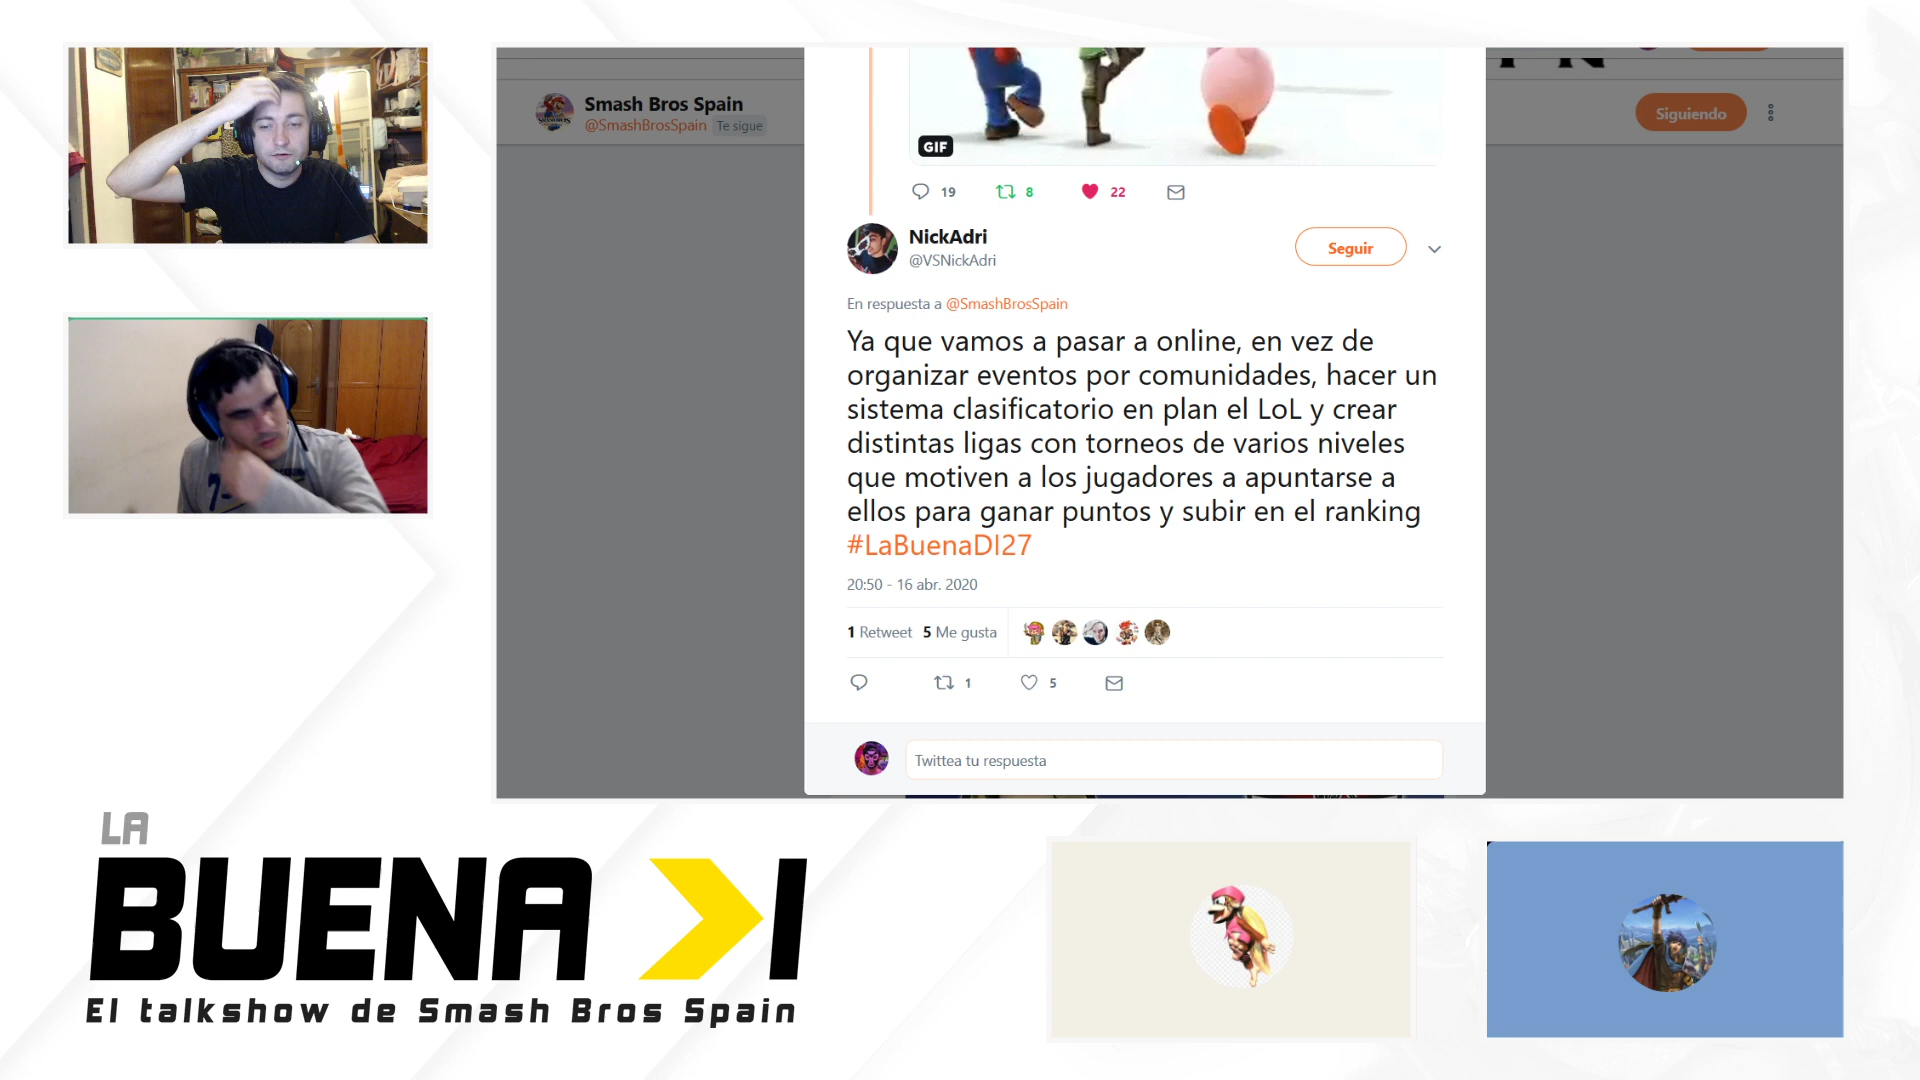 Smash Bros Spain
@SmashBrosSpain Te sigue
Siguiendo
GIF
19 8 22
NickAdri
@VSNickAdri
Seguir
En respuesta a @SmashBrosSpain
Ya que vamos a pasar a online, en vez de
organizar eventos por comunidades, hacer un
sistema clasificatorio en plan el LoL y crear
distintas ligas con torneos de varios niveles
que motiven a los jugadores a apuntarse a
ellos para ganar puntos y subir en el ranking
#LaBuenaDI27
20:50 - 16 abr. 2020
1 Retweet 5 Me gusta
1 5
Twittea tu respuesta
LA
BUENA DI
El talkshow de Smash Bros Spain